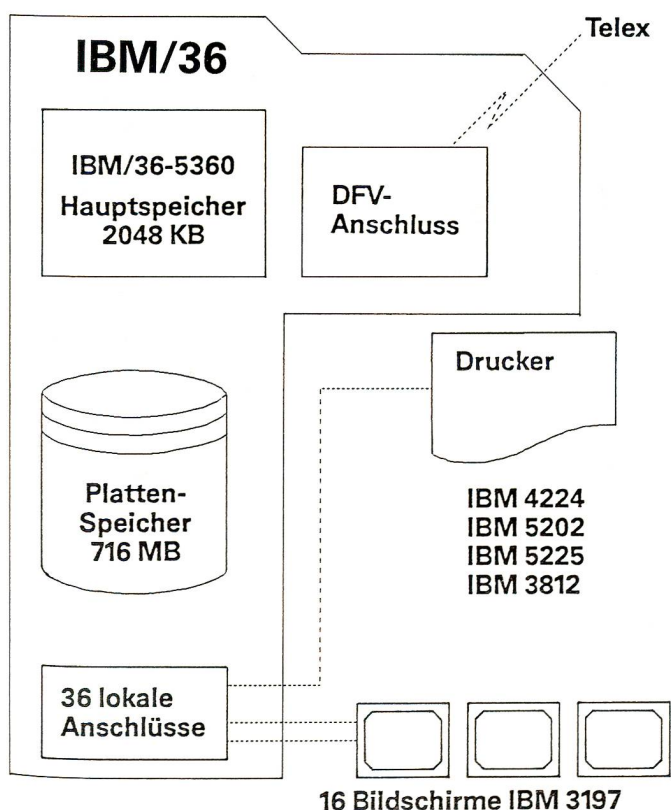 Telex
IBM/36
IBM/36-5360
Hauptspeicher
2048 KB
DFV-
Anschluss
Drucker
Platten-
Speicher
716 MB
IBM 4224
IBM 5202
IBM 5225
IBM 3812
36 lokale
Anschlüsse
16 Bildschirme IBM 3197